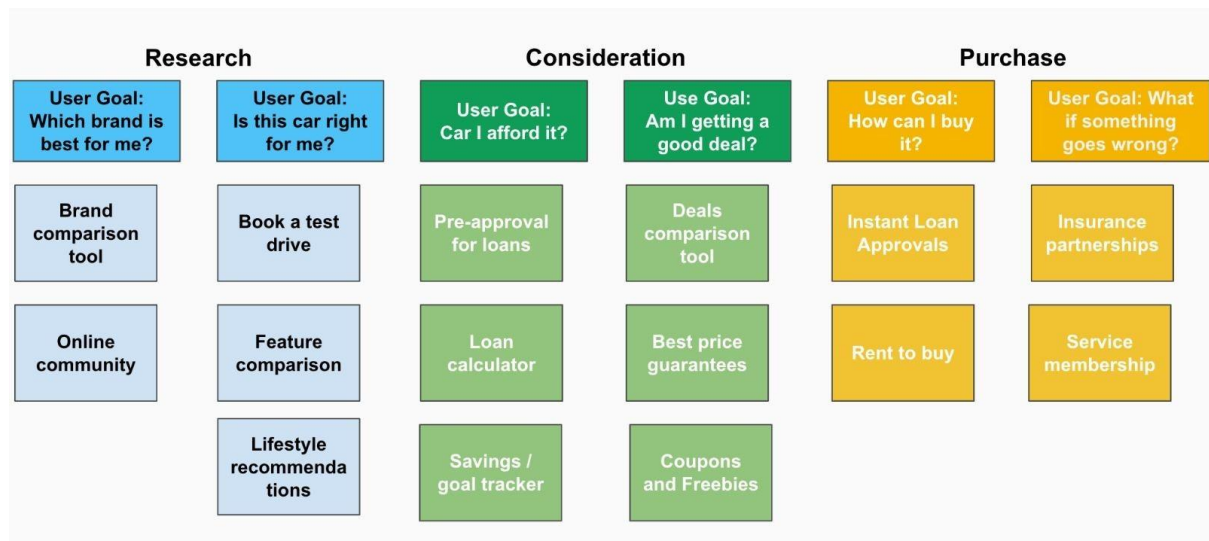 Research
Consideration
Purchase
User Goal:
Which brand is
best for me?
User Goal:
Is this car right
for me?
User Goal:
Car I afford it?
Use Goal:
Am I getting a
good deal?
User Goal:
How can I buy
it?
User Goal: What
if something
goes wrong?
Brand
comparison
tool
Book a test
drive
Pre-approval
for loans
Deals
comparison
tool
Instant Loan
Approvals
Insurance
partnerships
Online
community
Feature
comparison
Loan
calculator
Best price
guarantees
Rent to buy
Service
membership
Lifestyle
recommenda
tions
Savings /
goal tracker
Coupons
and Freebies